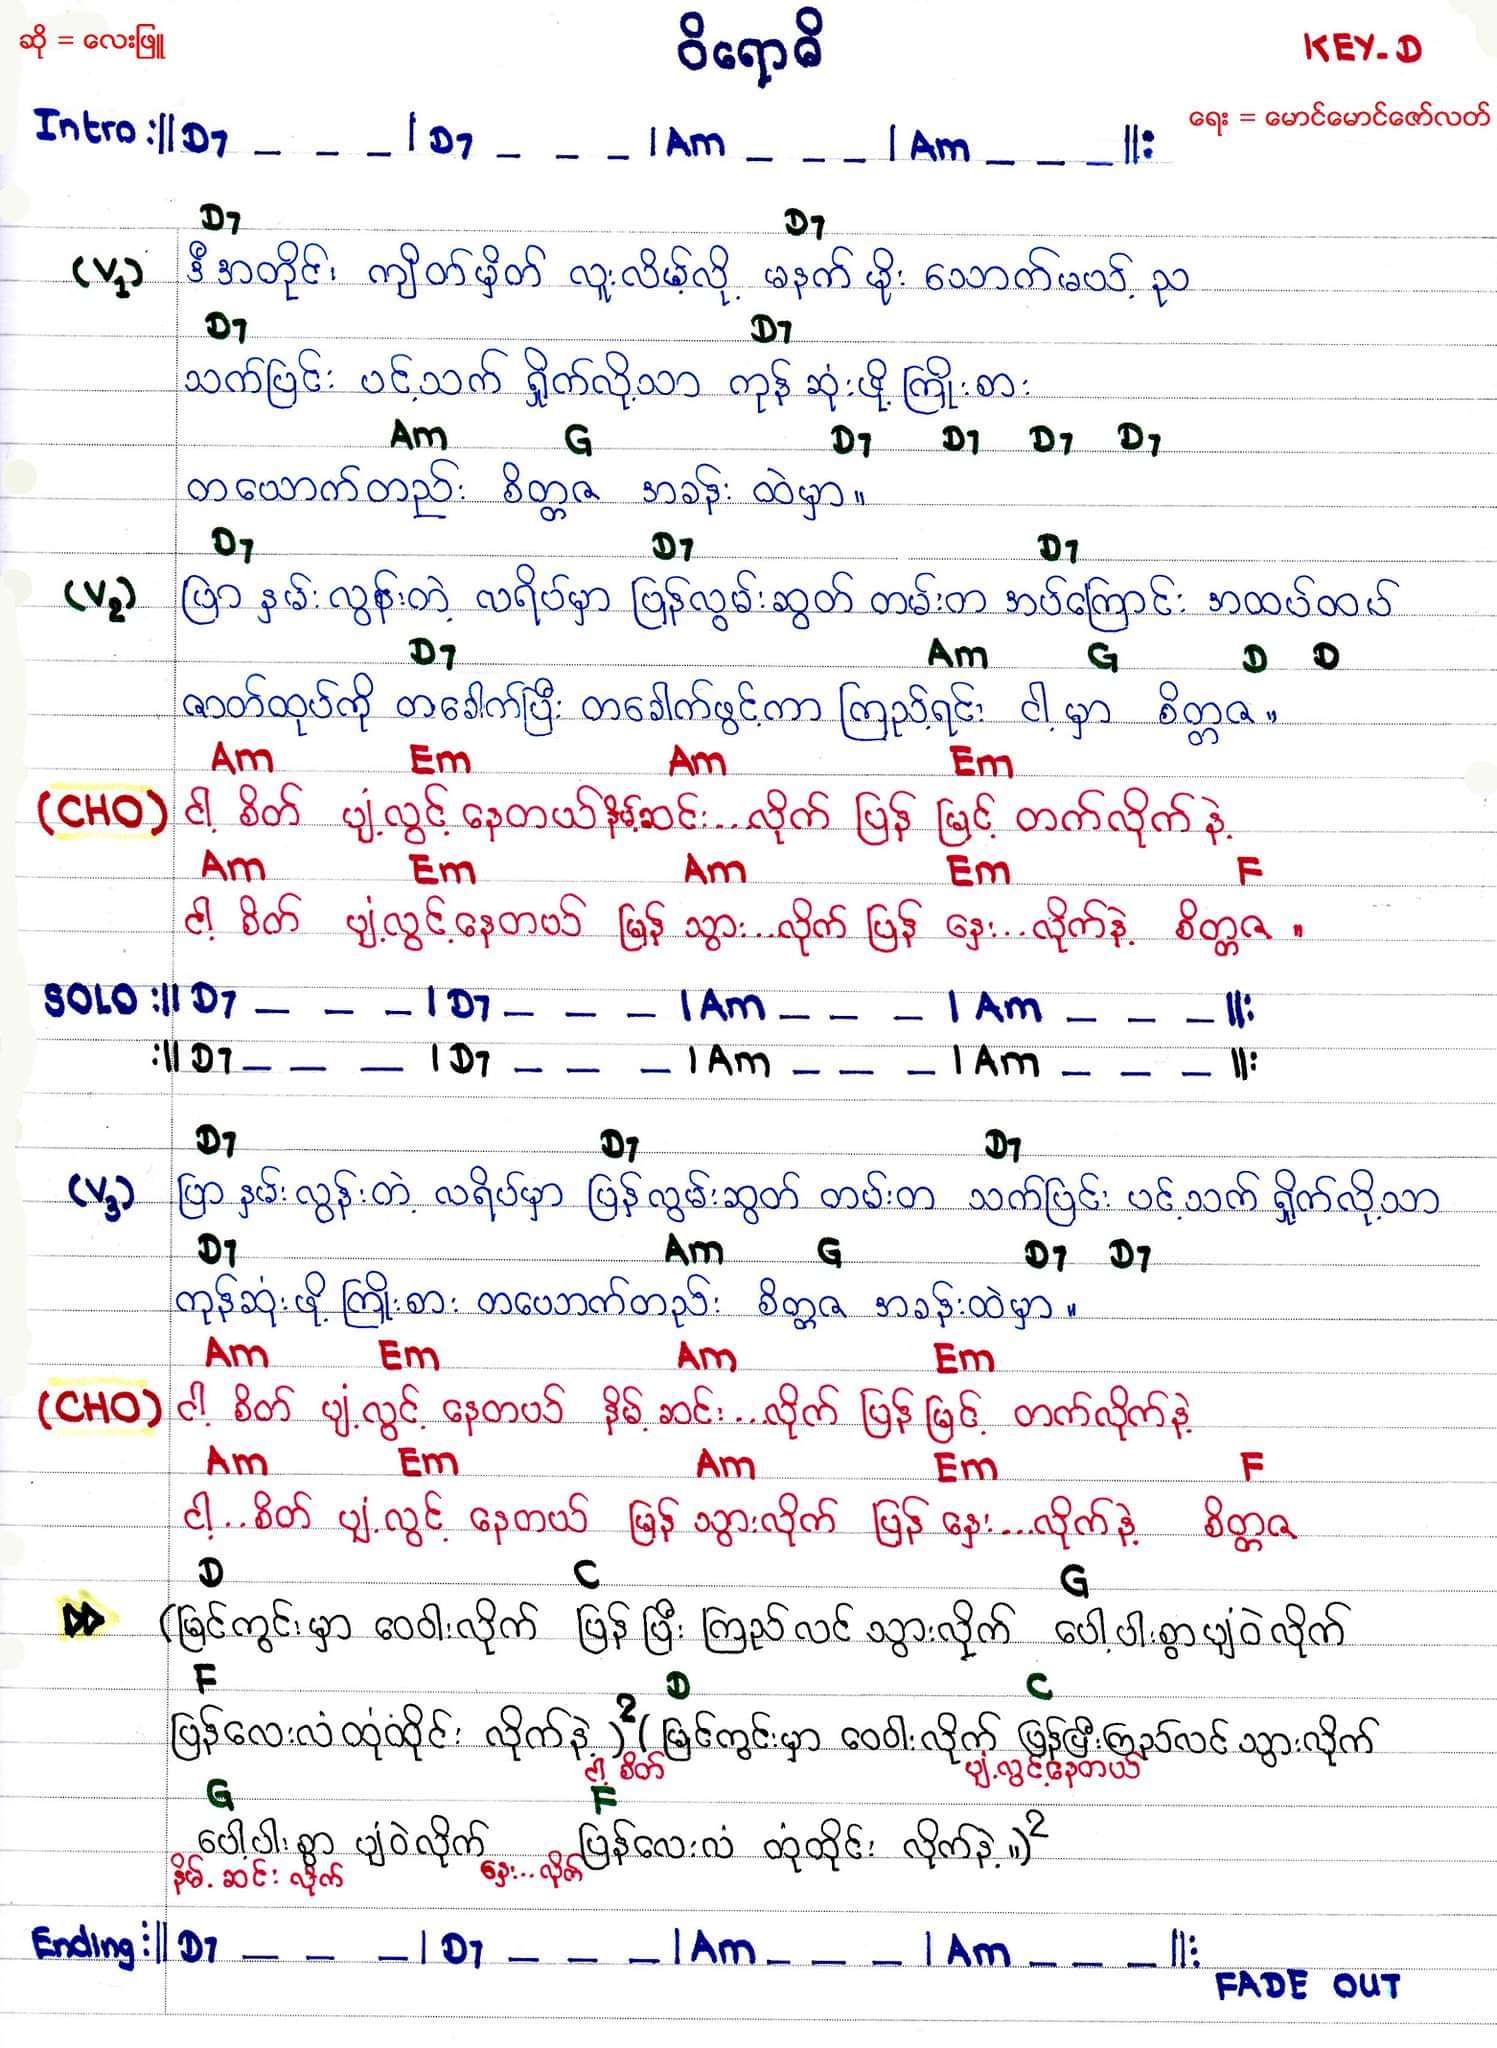 ဆို = လေးဖြူ
ဝိရောဓိ
KEY-D
ရေး = မောင်မောင်ဇော်လတ်
Intro :|| D7 _ _ _ | D7 _ _ _ | Am _ _ _ | Am _ _ _ ||:
D7 D7
(V1) ဒီအတိုင်း ကျိတ်မှိတ် လူးလိမ့်လို့ မနက်မိုး သောက်မယ့် ည
D7 D7
သက်ပြင်း ပင့်သက် ရှိုက်လို့သာ ကုန်ဆုံးဖို့ ကြိုးစား
Am G D7 D7 D7 D7
တယောက်တည်း စိတ္တဇ အခန်း ထဲမှာ။
D7 D7 D7
(V2) ပြာ နှမ်းလွန်းတဲ့ လရိပ်မှာ ပြန်လွမ်းဆွတ် တမ်းတ အပ်ကြောင်း အထပ်ထပ်
D7 Am G D D
ဇာတ်ထုပ်ကို တခေါက်ပြီး တခေါက်ဖွင့်ကာ ကြည့်ရင်း ငါ့မှာ စိတ္တဇ။
Am Em Am Em
(CHO) ငါ့ စိတ် ပျံ့လွင့် နေတယ် နိမ့်ဆင်း...လိုက် ပြန် မြင့် တက်လိုက်နဲ့
Am Em Am Em F
ငါ့ စိတ် ပျံ့လွင့်နေတယ် မြန် သွား...လိုက် ပြန် နှေး...လိုက်နဲ့ စိတ္တဇ ။
SOLO :|| D7 _ _ _ | D7 _ _ _ | Am _ _ _ | Am _ _ _ ||:
:|| D7 _ _ _ | D7 _ _ _ | Am _ _ _ | Am _ _ _ ||:
D7 D7 D7
(V3) ပြာ နှမ်းလွန်းတဲ့ လရိပ်မှာ ပြန်လွမ်းဆွတ် တမ်းတ သက်ပြင်း ပင့်သက် ရှိုက်လို့သာ
D7 Am G D7 D7
ကုန်ဆုံးဖို့ ကြိုးစား တယောက်တည်း စိတ္တဇ အခန်းထဲမှာ။
Am Em Am Em
(CHO) ငါ့ စိတ် ပျံ့လွင့် နေတယ် နိမ့် ဆင်း...လိုက် ပြန်မြင့် တက်လိုက်နဲ့
Am Em Am Em F
ငါ့...စိတ် ပျံ့လွင့် နေတယ် မြန် သွားလိုက် ပြန် နှေး...လိုက်နဲ့ စိတ္တဇ
D C G
(မြင်ကွင်းမှာ ဝေဝါးလိုက် ပြန် ပြီး ကြည်လင် သွားလိုက် ပေါ့ပါးစွာ ပျံဝဲလိုက်
F D C
ပြန်လေးလံထုံထိုင်း လိုက်နဲ့)2 (မြင်ကွင်းမှာ ဝေဝါးလိုက် ပြန်ပြီးကြည်လင်သွားလိုက်
ငါ့ စိတ် ပျံ့လွင့်နေတယ်
G F
ပေါ့ပါးစွာ ပျံဝဲလိုက် ပြန်လေးလံ ထုံထိုင်း လိုက်နဲ့။)2
နိမ့်ဆင်းလိုက် နှေး...လိုက်
Ending :|| D7 _ _ _ | D7 _ _ _ | Am _ _ _ | Am _ _ _ ||:
FADE OUT